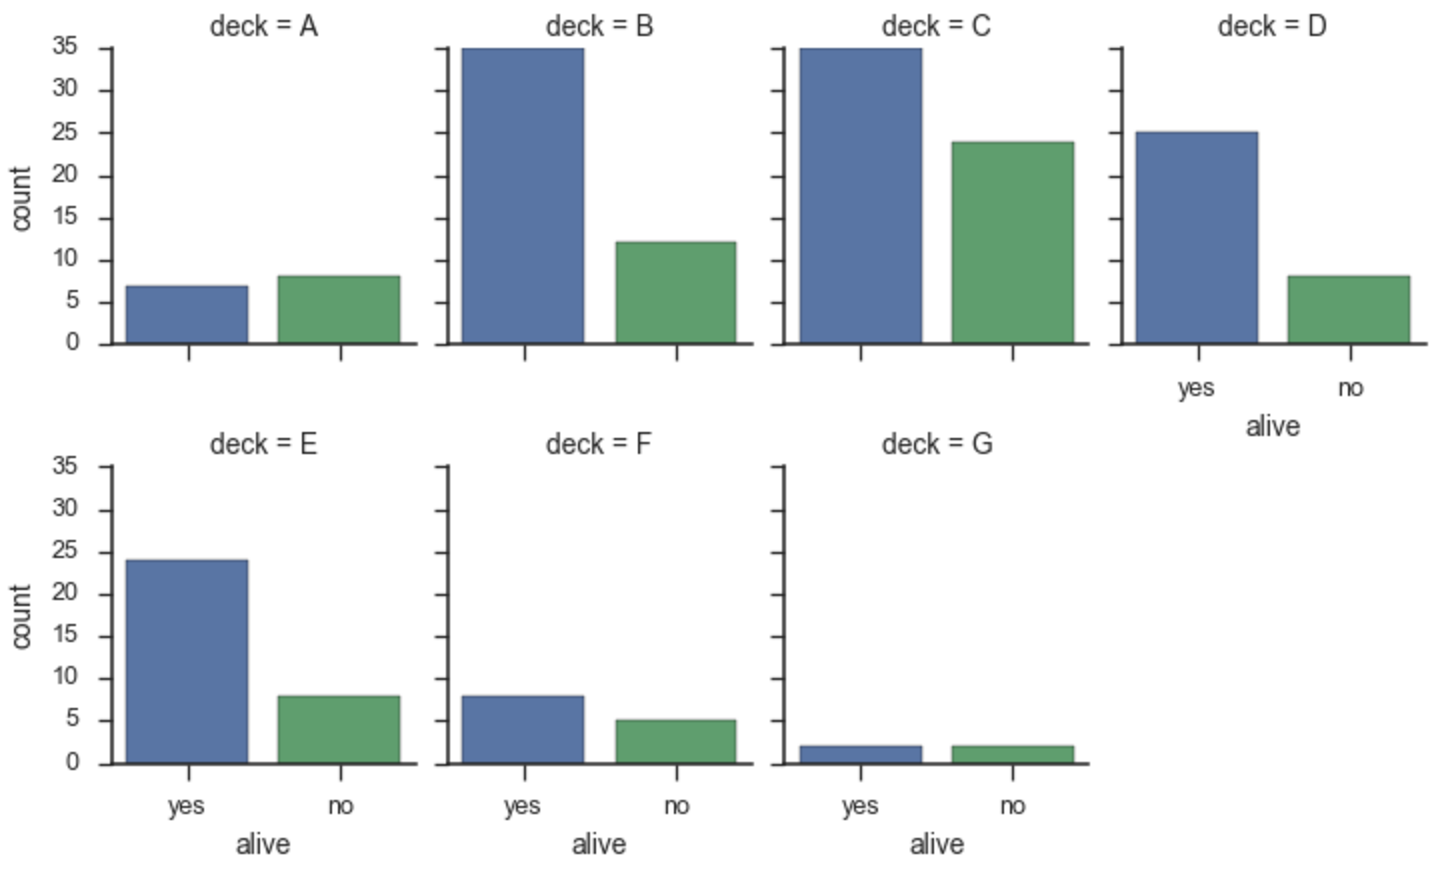 deck = A
deck = B
deck = C
deck = D
35
30
25
20
15
10
5
0
count
yes
no
alive
deck = E
deck = F
deck = G
35
30
25
20
15
10
5
0
count
yes
no
yes
no
yes
no
alive
alive
alive